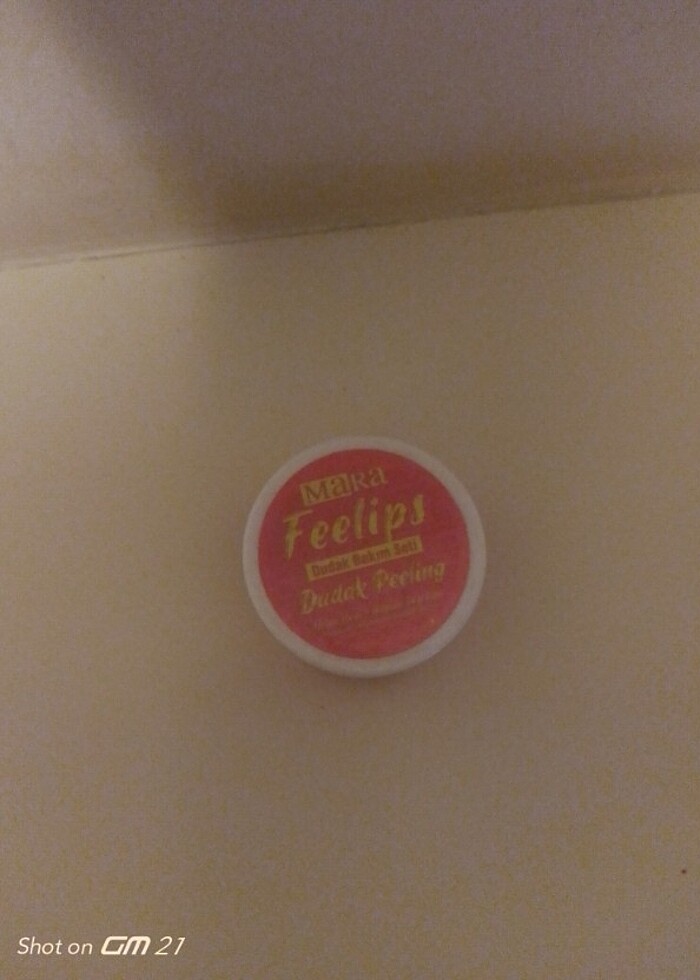 MaRa
Feelips
Dudak Bakım Seti
Dudak Peeling
Shot on GM 21